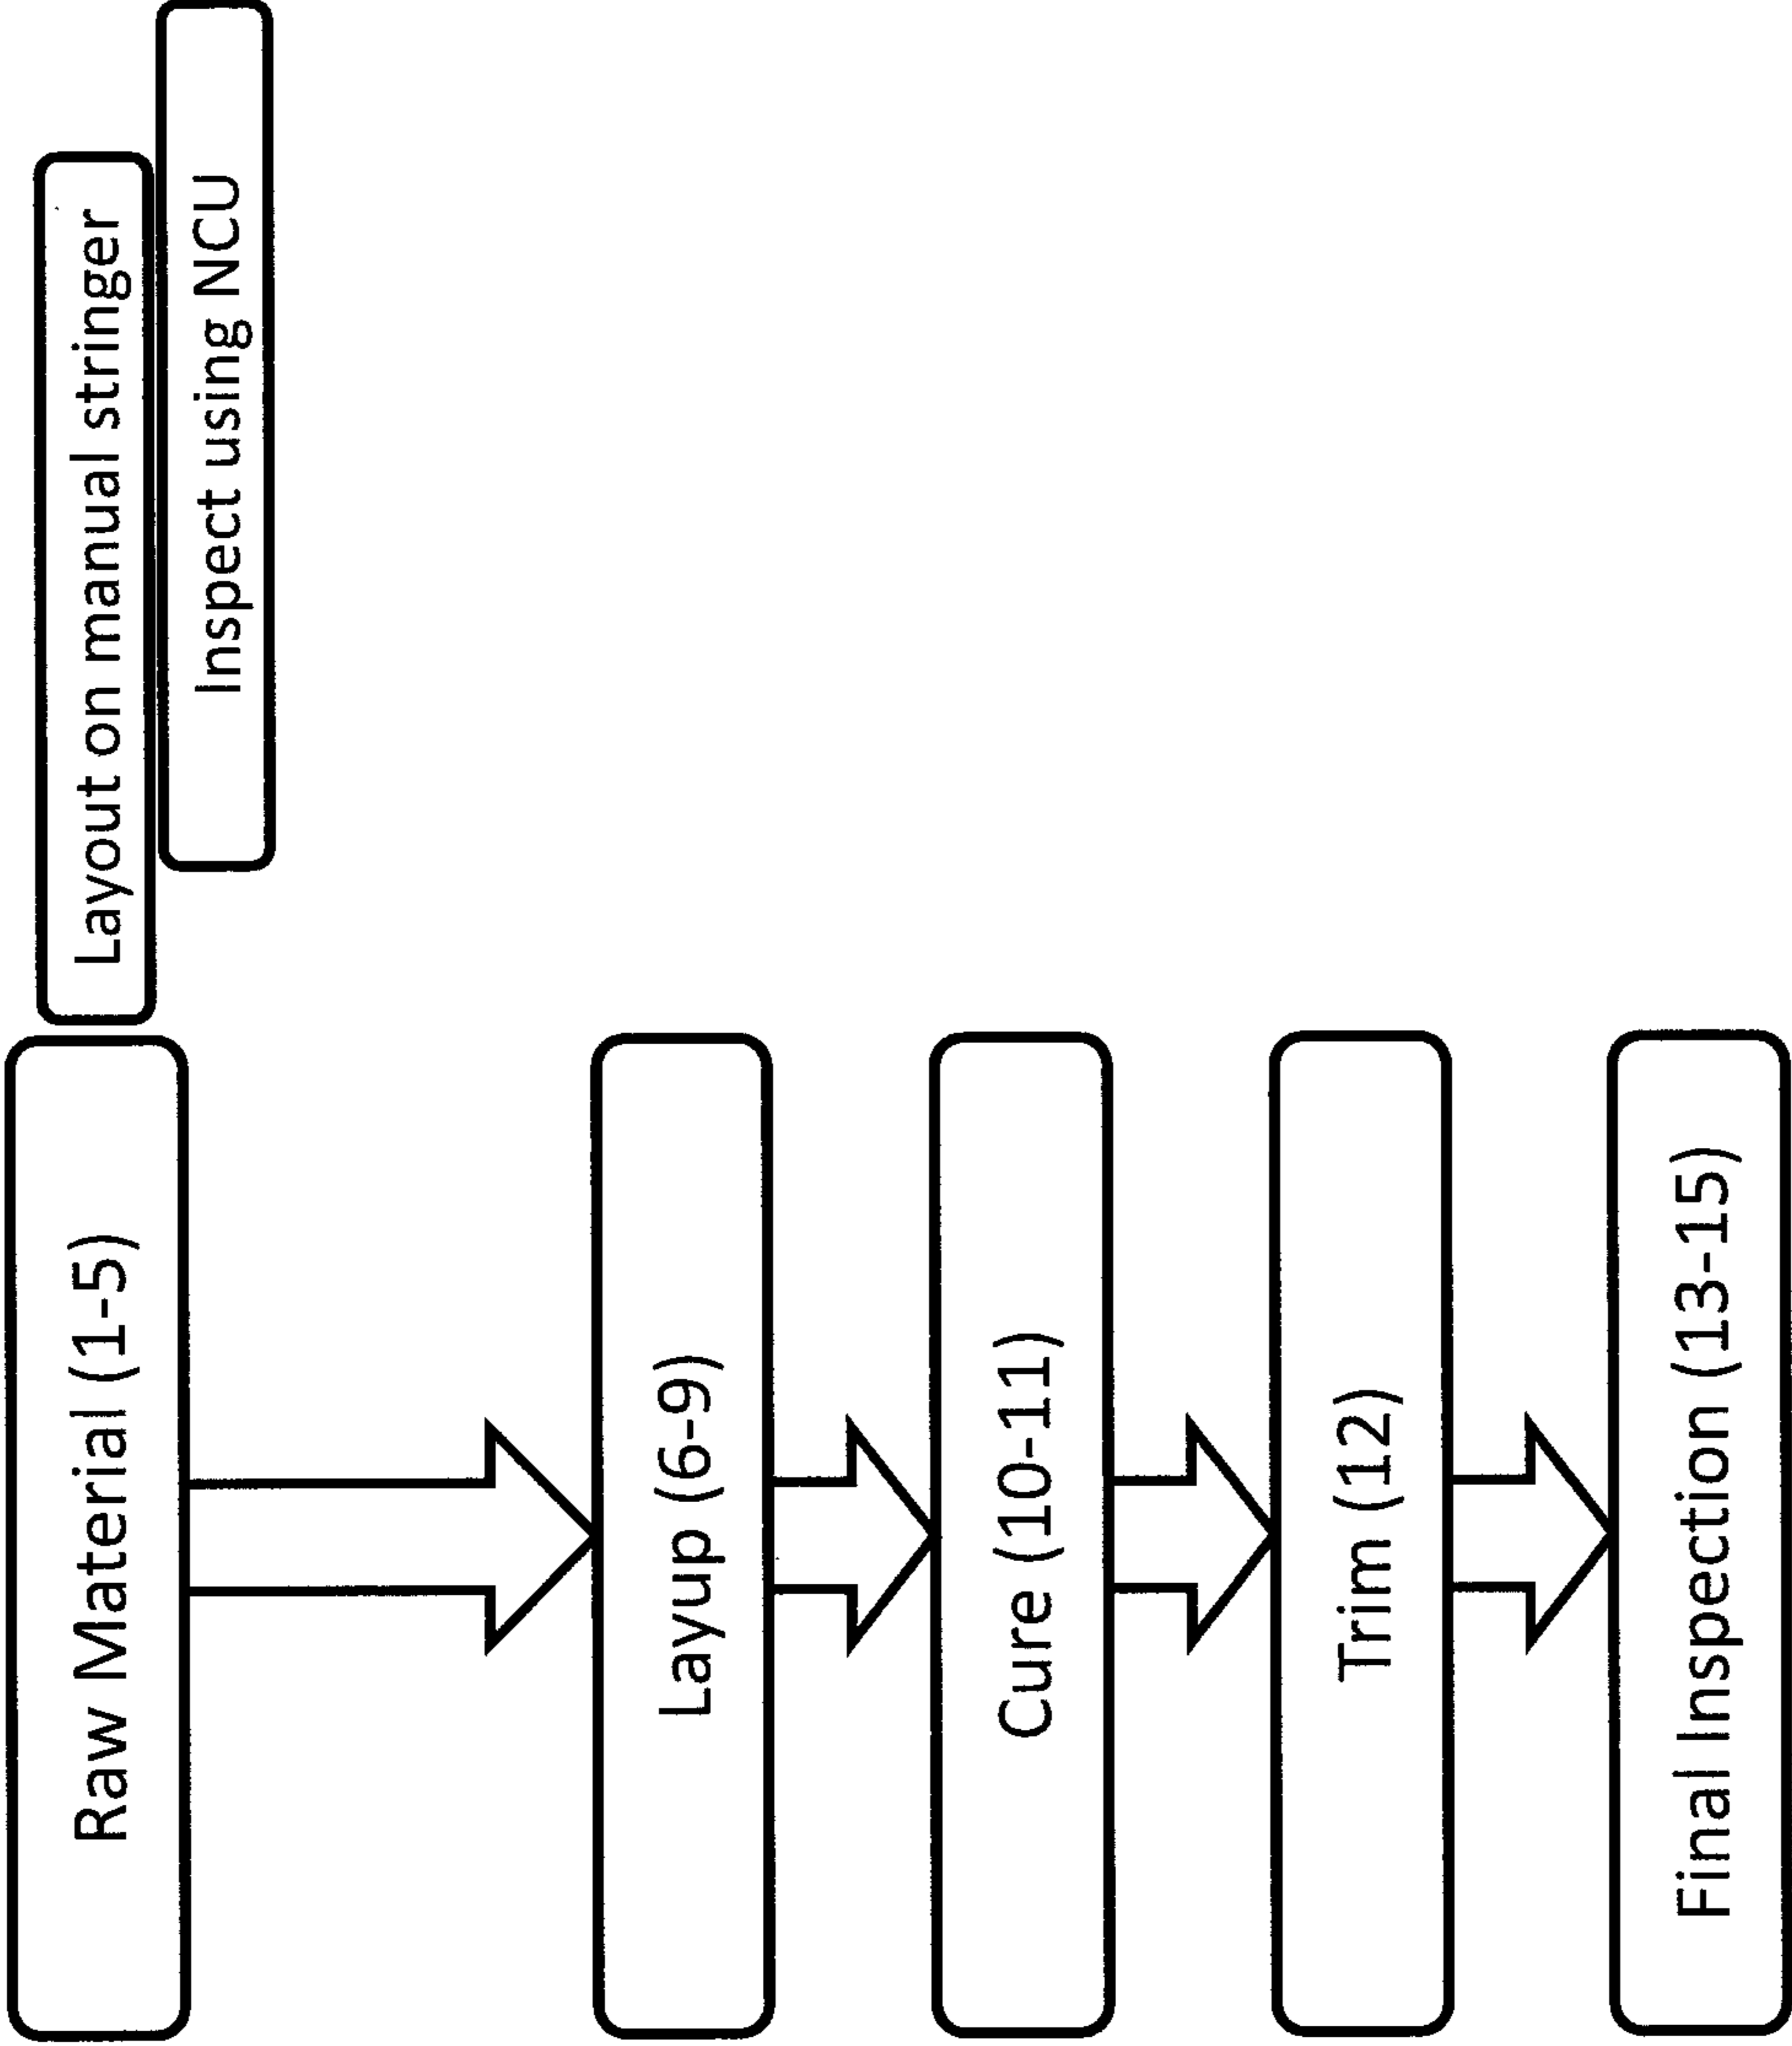 Raw Material (1-5)
Layout on manual stringer
Inspect using NCU
Layup (6-9)
Cure (10-11)
Trim (12)
Final Inspection (13-15)